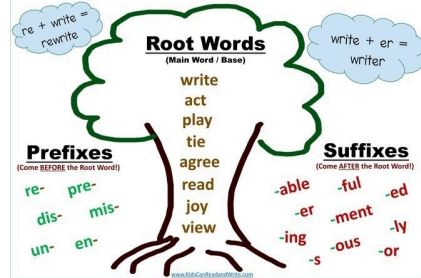 re + write =
rewrite
write + er =
writer
Root Words
(Main Word / Base)
write
act
play
tie
agree
read
joy
view
Prefixes
(Come BEFORE the Root Word!)
re- pre-
dis- mis-
un- en-
Suffixes
(Come AFTER the Root Word!)
-able -ful -ed
-er -ment -ly
-ing -ous -or
-s
www.KidsCanReadandWrite.com